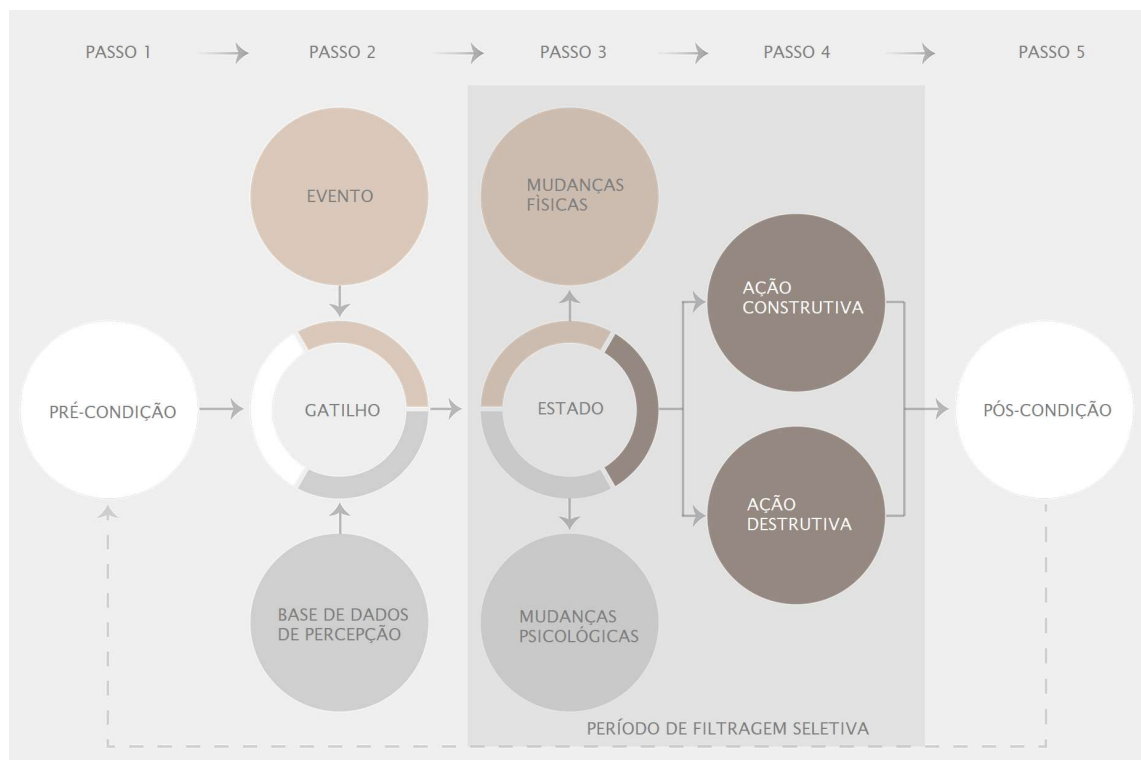 PASSO 1
PASSO 2
PASSO 3
PASSO 4
PASSO 5
EVENTO
MUDANÇAS
FÌSICAS
AÇÃO
CONSTRUTIVA
PRÉ-CONDIÇÃO
GATILHO
ESTADO
PÓS-CONDIÇÃO
AÇÃO
DESTRUTIVA
BASE DE DADOS
DE PERCEPÇÃO
MUDANÇAS
PSICOLÓGICAS
PERÍODO DE FILTRAGEM SELETIVA